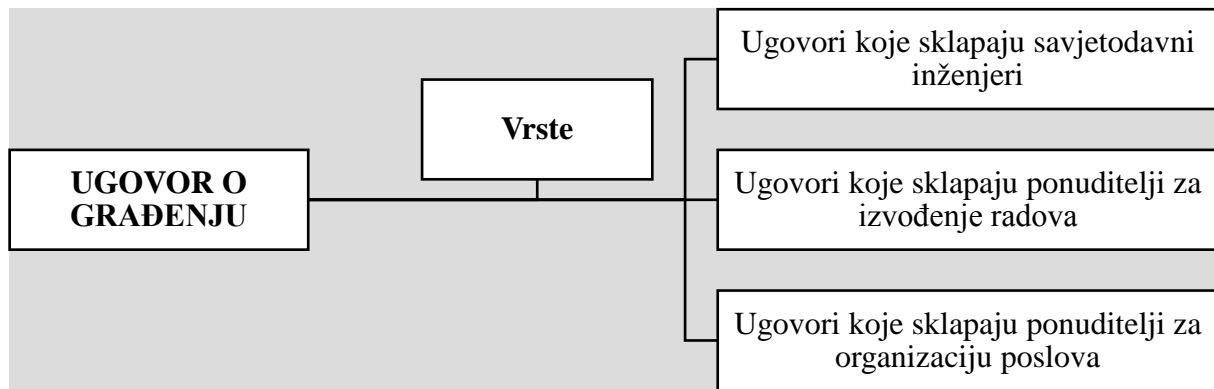 UGOVOR O
GRAĐENJU
Vrste
Ugovori koje sklapaju savjetodavni
inženjeri
Ugovori koje sklapaju ponuditelji za
izvođenje radova
Ugovori koje sklapaju ponuditelji za
organizaciju poslova